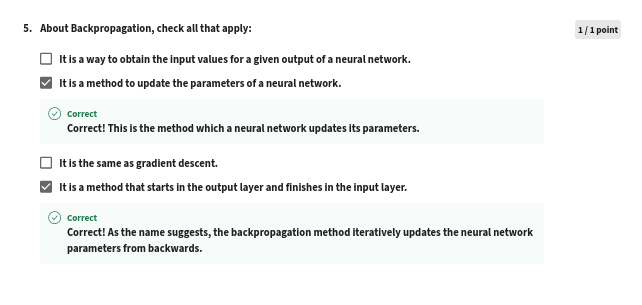 5. About Backpropagation, check all that apply:
1 / 1 point
It is a way to obtain the input values for a given output of a neural network.
It is a method to update the parameters of a neural network.
Correct
Correct! This is the method which a neural network updates its parameters.
It is the same as gradient descent.
It is a method that starts in the output layer and finishes in the input layer.
Correct
Correct! As the name suggests, the backpropagation method iteratively updates the neural network
parameters from backwards.